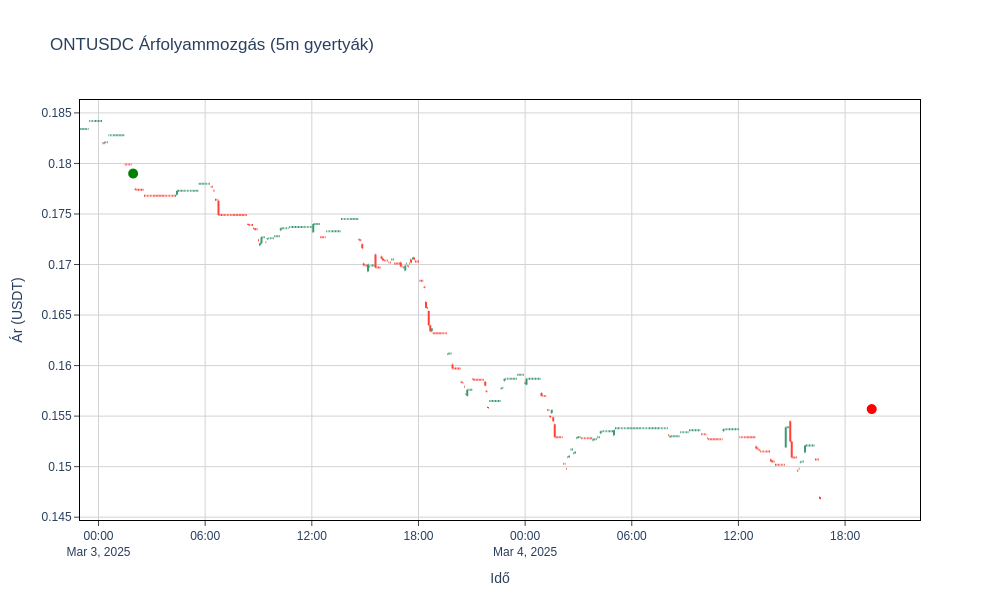 ONTUSDC Árfolyammozgás (5m gyertyák)
0.185
0.18
0.175
0.17
0.165
0.16
0.155
0.15
0.145
Ár (USDT)
00:00 06:00 12:00 18:00 00:00 06:00 12:00 18:00
Mar 3, 2025 Mar 4, 2025
Idő